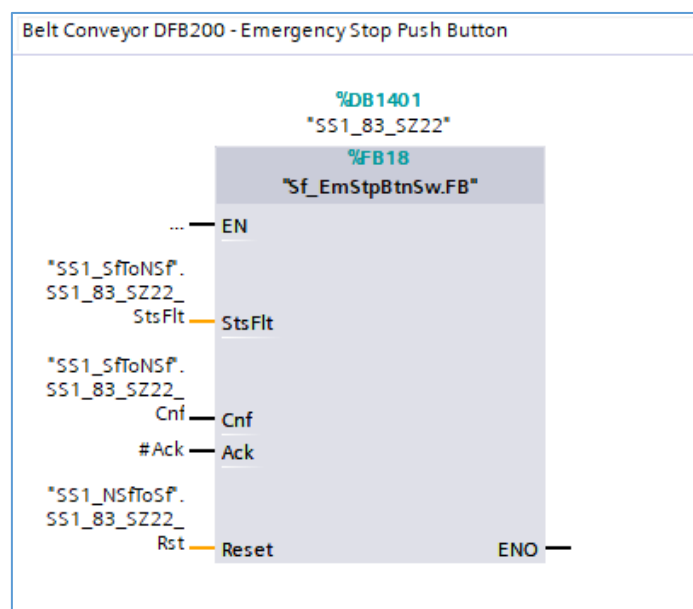 Belt Conveyor DFB200 - Emergency Stop Push Button
%DB1401
"SS1_83_SZ22"
%FB18
"Sf_EmStpBtnSw.FB"
... EN
"SS1_SfToNSf".
SS1_83_SZ22_
StsFlt StsFlt
"SS1_SfToNSf".
SS1_83_SZ22_
Cnf Cnf
#Ack Ack
"SS1_NSfToSf".
SS1_83_SZ22_
Rst Reset ENO